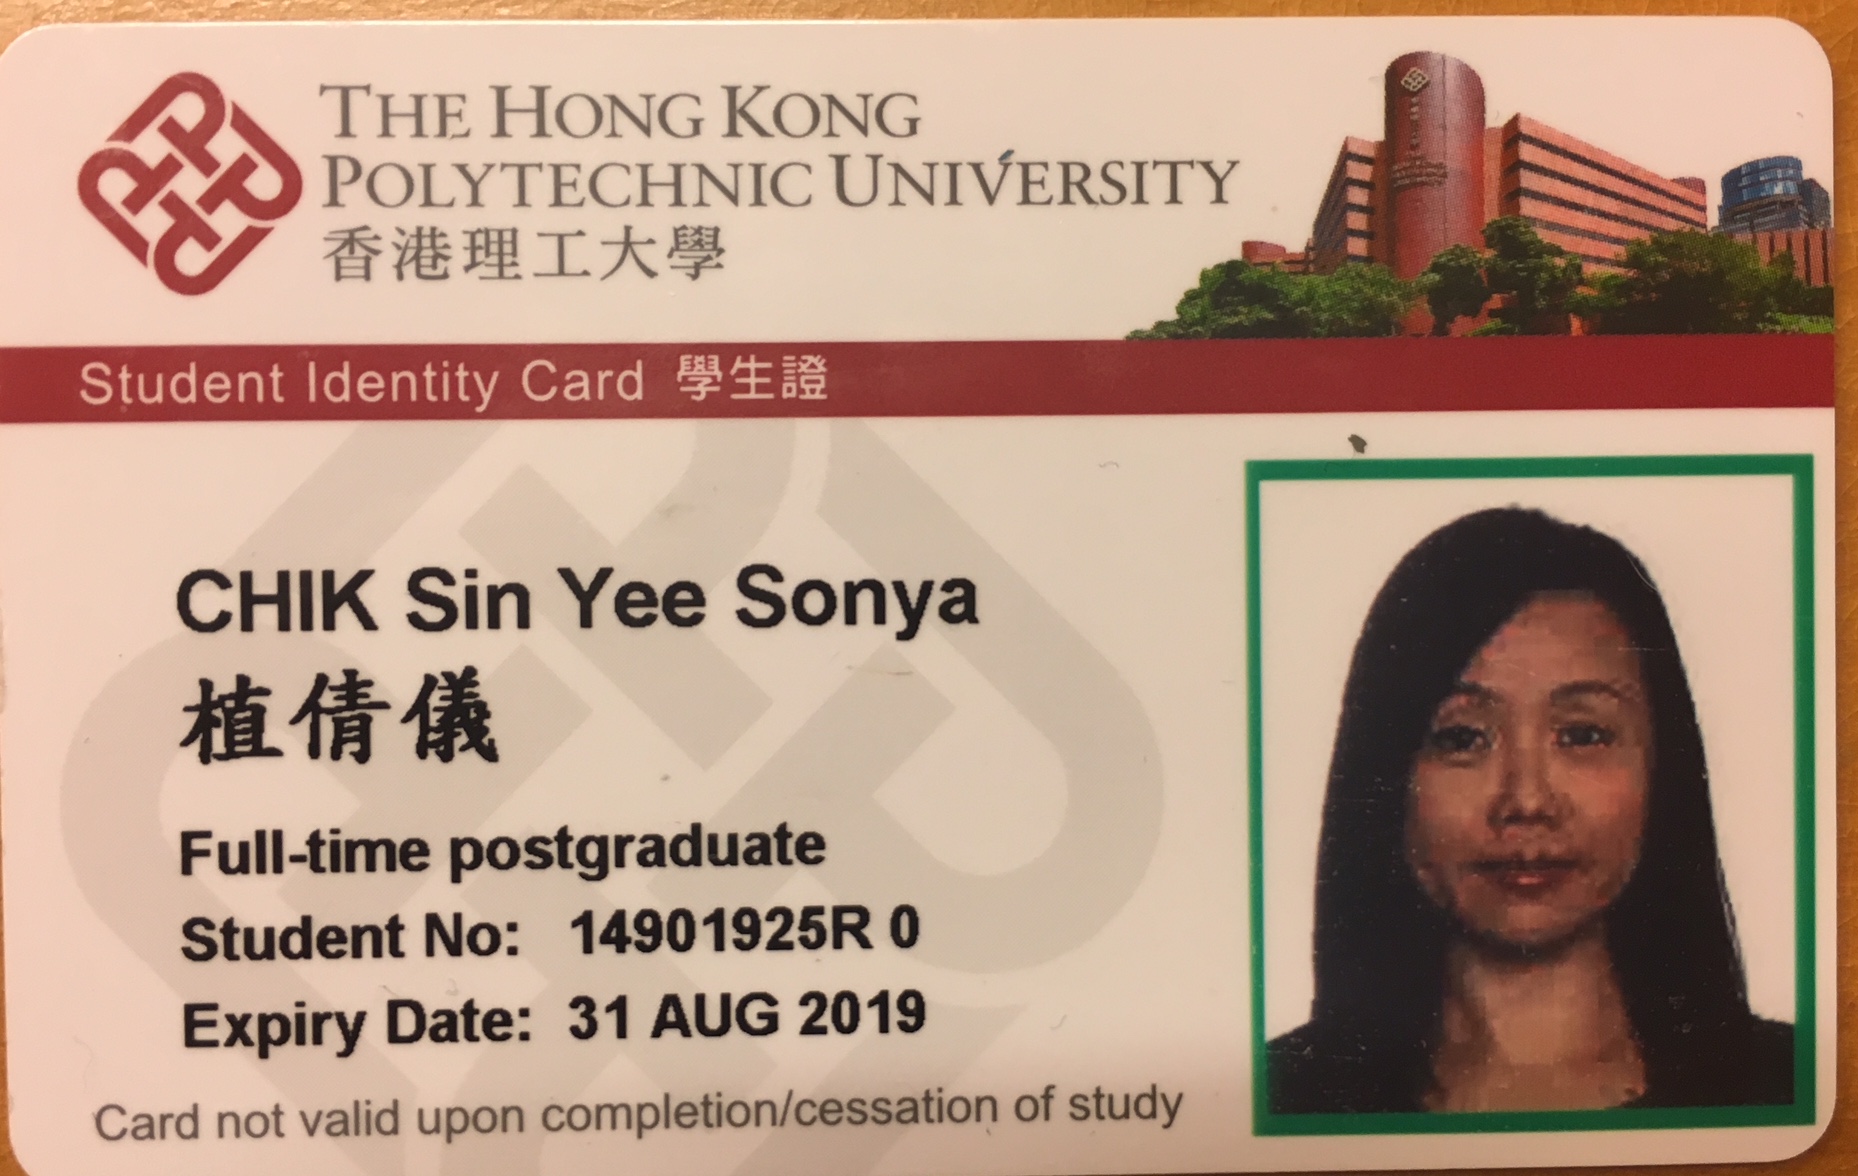 THE HONG KONG
POLYTECHNIC UNIVERSITY
香港理工大學
Student Identity Card 學生證
CHIK Sin Yee Sonya
植倩儀
Full-time postgraduate
Student No: 14901925R 0
Expiry Date: 31 AUG 2019
Card not valid upon completion/cessation of study